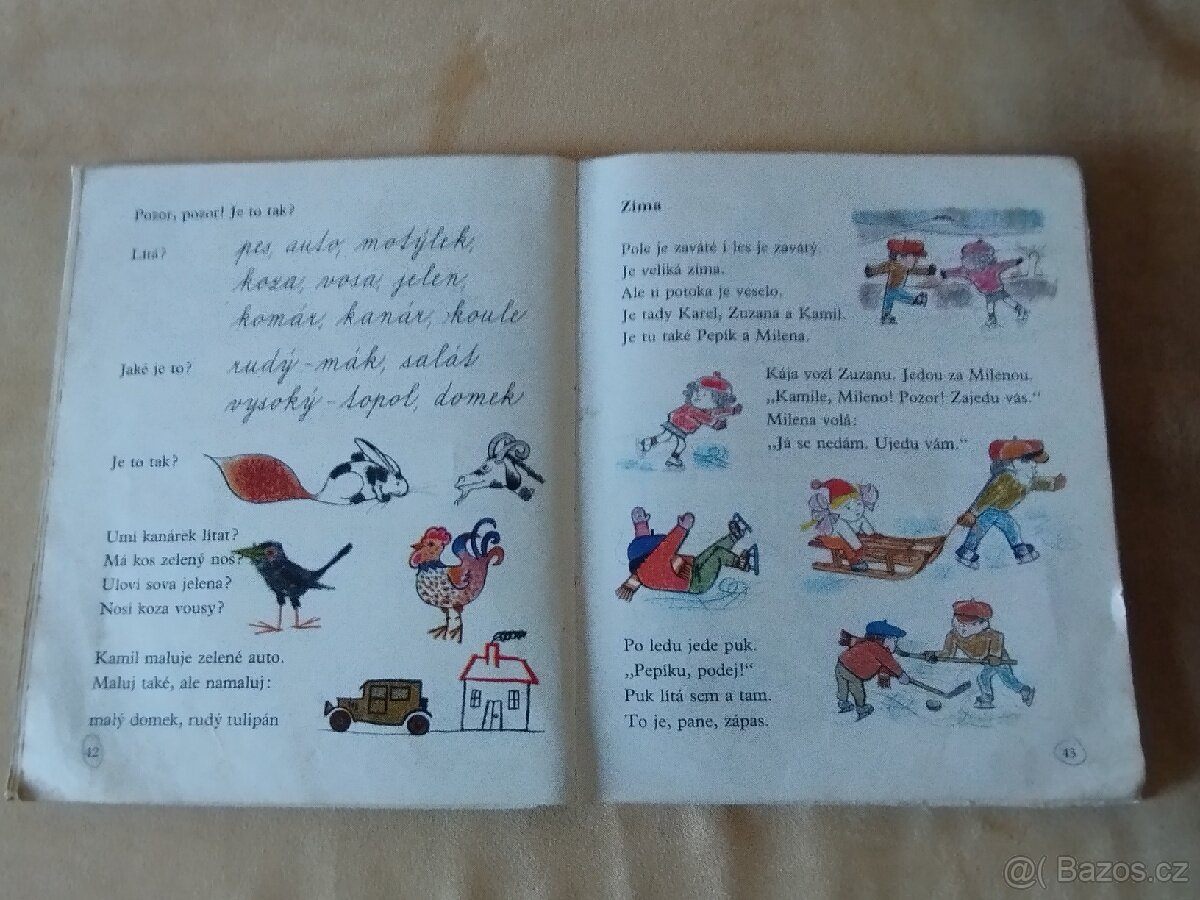 Pozor, pozor! Je to tak?
Lítá?
pes, auto, motýlek,
koza, vosa, jelen,
komár, kanár, koule
Jaké je to?
rudý - mák, salát
vysoký - topol, domek
Je to tak?
Umí kanárek lítat?
Má kos zelený nos?
Uloví sova jelena?
Nosí koza vousy?
Kamil maluje zelené auto.
Maluj také, ale namaluj:
malý domek, rudý tulipán
42
Zima
Pole je zaváté i les je zavátý.
Je veliká zima.
Ale u potoka je veselo.
Je tady Karel, Zuzana a Kamil.
Je tu také Pepík a Milena.
Kája vozí Zuzanu. Jedou za Milenou.
„Kamile, Mileno! Pozor! Zajedu vás."
Milena volá:
„Já se nedám. Ujedu vám."
Po ledu jede puk.
„Pepíku, podej!"
Puk lítá sem a tam.
To je, pane, zápas.
43
@( Bazos.cz